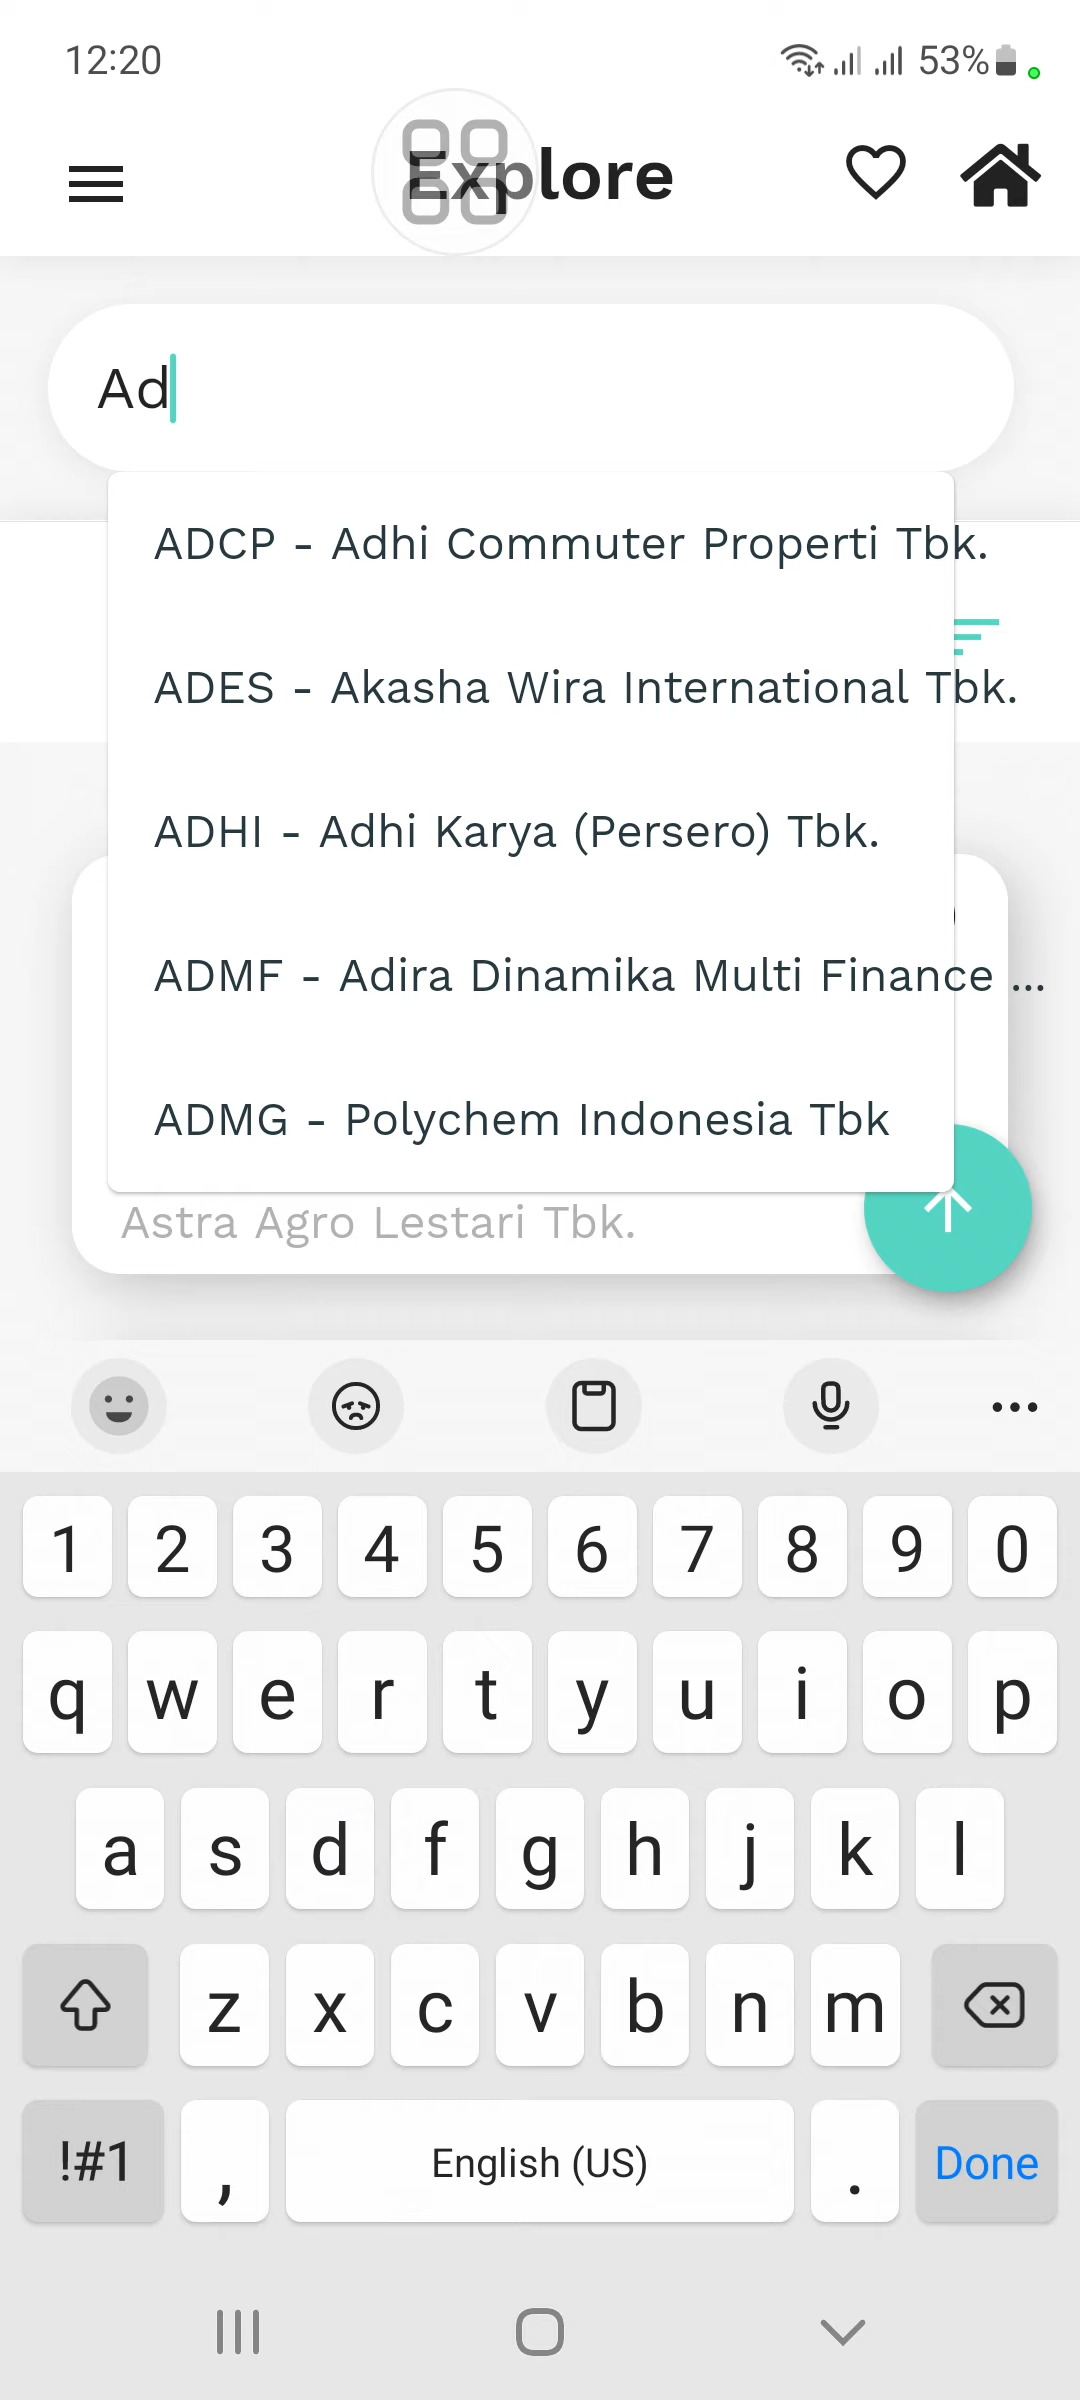 12:20
53%
Explore
Ad
ADCP - Adhi Commuter Properti Tbk.
ADES - Akasha Wira International Tbk.
ADHI - Adhi Karya (Persero) Tbk.
ADMF - Adira Dinamika Multi Finance ...
ADMG - Polychem Indonesia Tbk
Astra Agro Lestari Tbk.
1 2 3 4 5 6 7 8 9 0
q w e r t y u i o p
a s d f g h j k l
z x c v b n m
!#1 , English (US) . Done